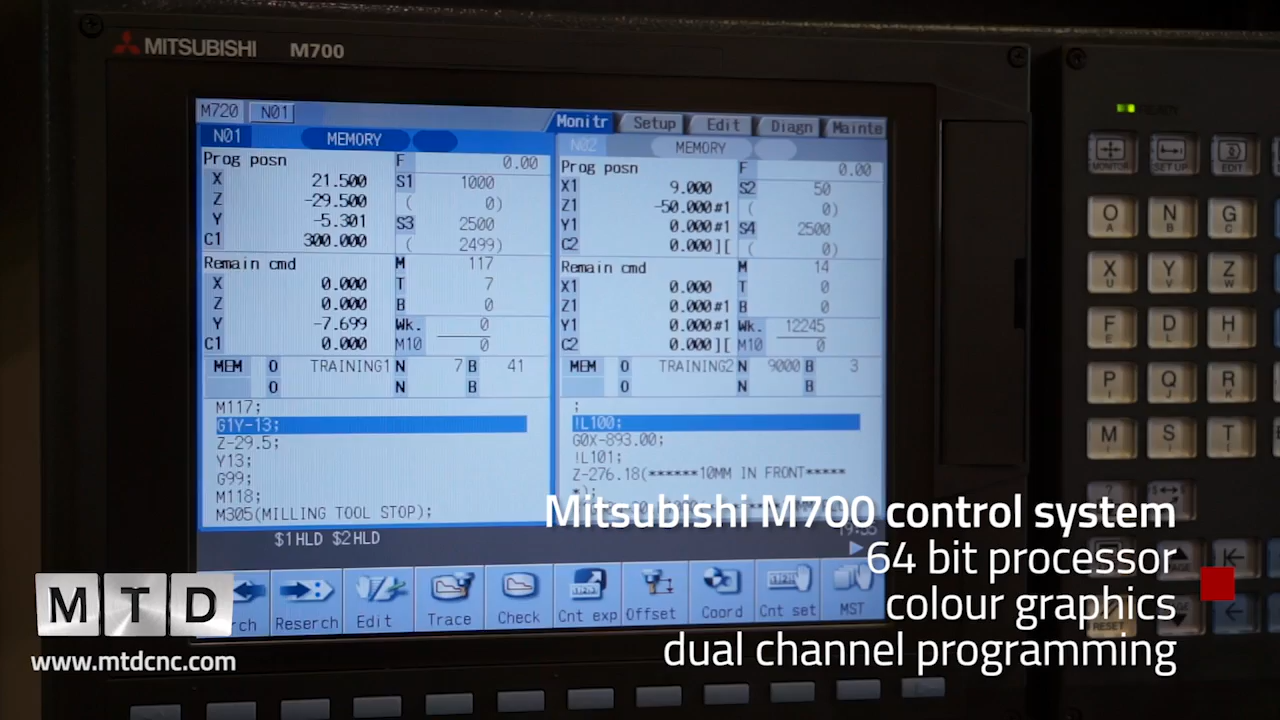 MITSUBISHI M700
M720 N01
Monitr Setup Edit Diagn Mainte
N01 MEMORY
Prog posn F 0.00
X 21.500 S1 1000
Z -29.500 ( 0)
Y -5.301 S3 2500
C1 300.000 ( 2499)
Remain cmd M 117
X 0.000 T 7
Z 0.000 B 0
Y -7.699 Wk. 0
C1 0.000 M10 0
MEM O TRAINING1 N 7 B 41
O N B
M117;
G1Y-13;
Z-29.5;
Y13;
G99;
M118;
M305(MILLING TOOL STOP);
N02 MEMORY
Prog posn F 0.00
X1 9.000 S2 50
Z1 -50.000#1 ( 0)
Y1 0.000#1 S4 2500
C2 0.000][ ( 0)
Remain cmd M 14
X1 0.000 T 0
Z1 0.000#1 B 0
Y1 0.000#1 Wk. 12245
C2 0.000][ M10 0
MEM O TRAINING2 N 9000 B 3
O N B
;
!L100;
G0X-893.00;
!L101;
Z-276.18(******10MM IN FRONT*****
*);
$1HLD $2HLD
Reserch Edit Trace Check Cnt exp Offset Coord Cnt set MST
READY
MONITOR SET UP EDIT
O A N B G C
X U Y V Z W
F E D L H
P I Q J R K
M S T
RESET
Mitsubishi M700 control system
64 bit processor
colour graphics
dual channel programming
MTD
www.mtdcnc.com